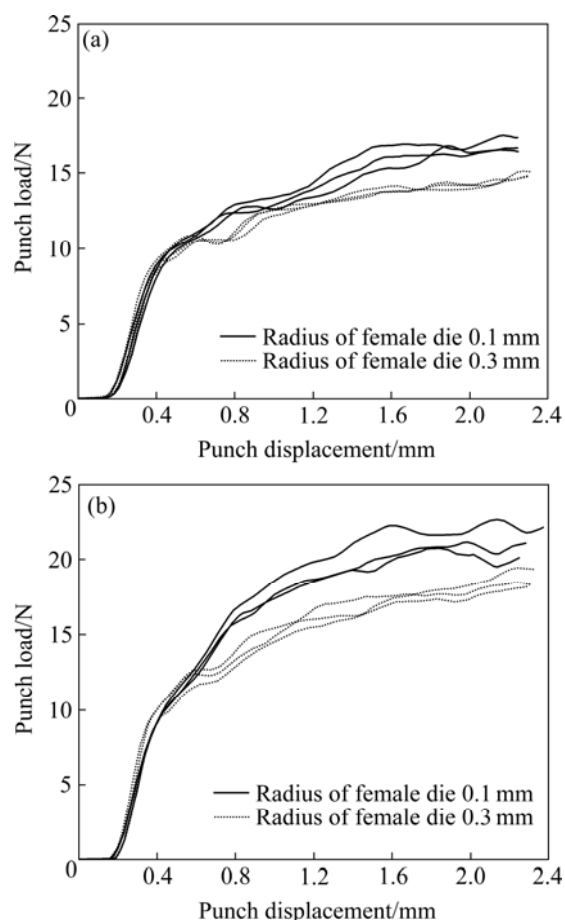 (a)
25
20
15
10
5
0
Punch load/N
Radius of female die 0.1 mm
Radius of female die 0.3 mm
0.4 0.8 1.2 1.6 2.0 2.4
Punch displacement/mm
(b)
25
20
15
10
5
0
Punch load/N
Radius of female die 0.1 mm
Radius of female die 0.3 mm
0.4 0.8 1.2 1.6 2.0 2.4
Punch displacement/mm